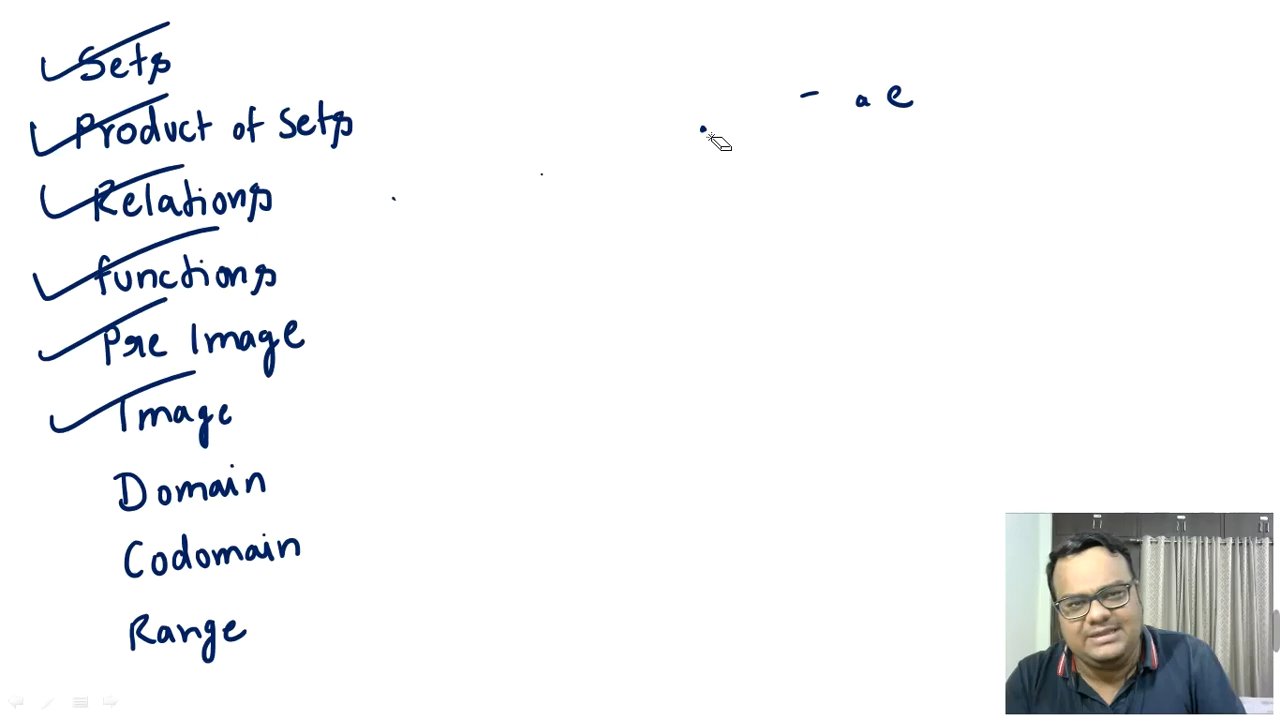 Sets
Product of Sets
Relations
functions
Pre Image
Image
Domain
Codomain
Range